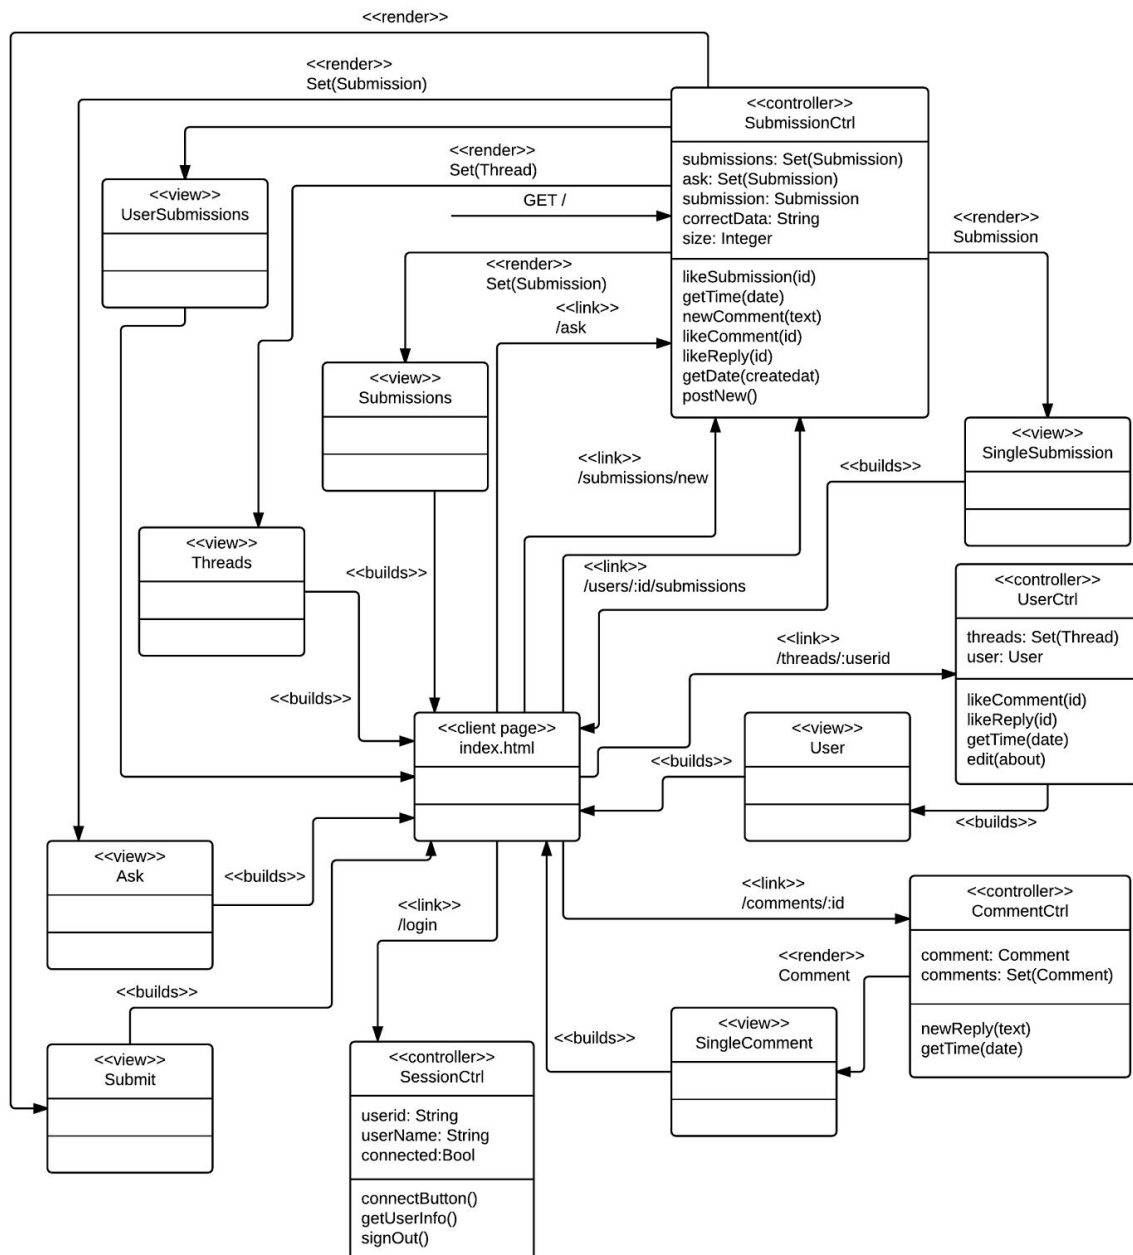 <<render>>
<<render>>
Set(Submission)
<<controller>>
SubmissionCtrl
submissions: Set(Submission)
ask: Set(Submission)
submission: Submission
correctData: String
size: Integer
likeSubmission(id)
getTime(date)
newComment(text)
likeComment(id)
likeReply(id)
getDate(createdat)
postNew()
<<render>>
Set(Thread)
<<view>>
UserSubmissions
GET /
<<render>>
Submission
<<render>>
Set(Submission)
<<link>>
/ask
<<view>>
Submissions
<<view>>
SingleSubmission
<<link>>
/submissions/new
<<builds>>
<<view>>
Threads
<<builds>>
<<link>>
/users/:id/submissions
<<controller>>
UserCtrl
threads: Set(Thread)
user: User
likeComment(id)
likeReply(id)
getTime(date)
edit(about)
<<link>>
/threads/:userid
<<builds>>
<<client page>>
index.html
<<view>>
User
<<builds>>
<<builds>>
<<view>>
Ask
<<builds>>
<<link>>
/login
<<link>>
/comments/:id
<<controller>>
CommentCtrl
comment: Comment
comments: Set(Comment)
newReply(text)
getTime(date)
<<render>>
Comment
<<builds>>
<<view>>
SingleComment
<<builds>>
<<view>>
Submit
<<controller>>
SessionCtrl
userid: String
userName: String
connected:Bool
connectButton()
getUserInfo()
signOut()